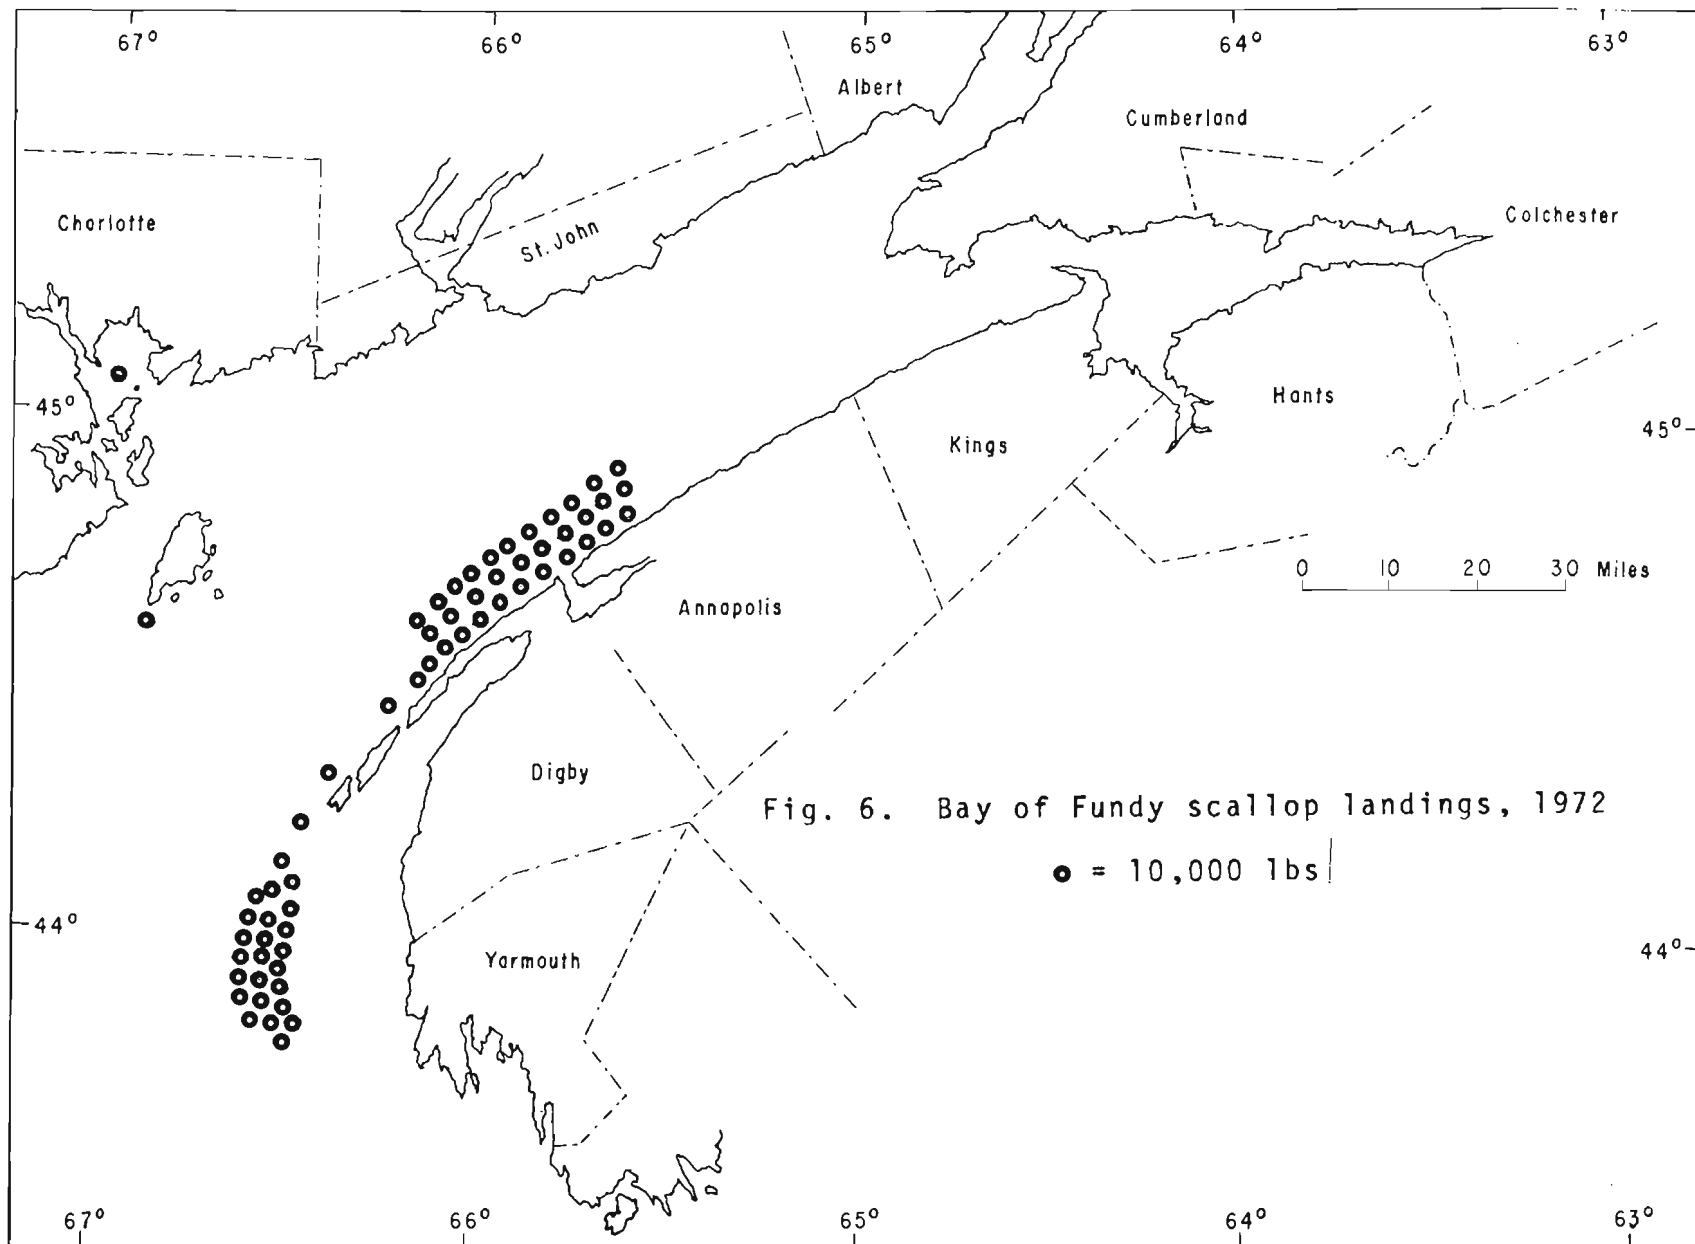 67° 66° 65° 64° 63°
Albert
Cumberland
Charlotte
St. John
Colchester
45°
Hants
Kings
45°
0 10 20 30 Miles
Annapolis
Digby
Fig. 6. Bay of Fundy scallop landings, 1972
= 10,000 lbs
44°
44°
Yarmouth
67° 66° 65° 64° 63°